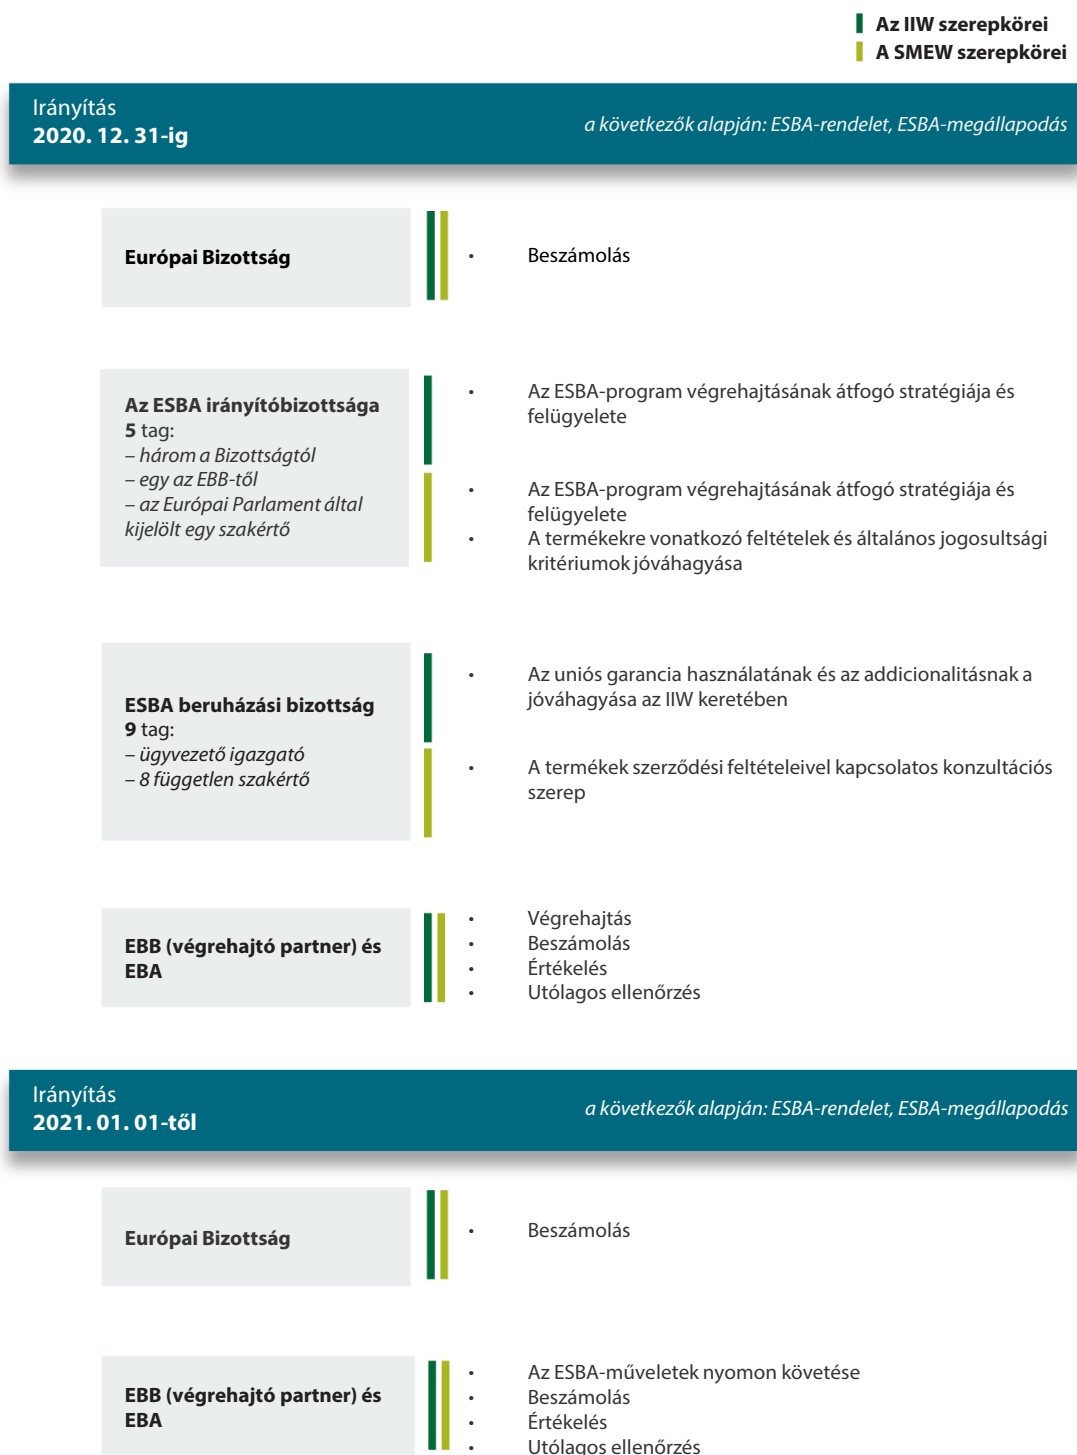 Az IIW szerepkörei
A SMEW szerepkörei
Irányítás
2020. 12. 31-ig
a következők alapján: ESBA-rendelet, ESBA-megállapodás
Európai Bizottság
• Beszámolás
Az ESBA irányítóbizottsága
5 tag:
– három a Bizottságtól
– egy az EBB-től
– az Európai Parlament által
kijelölt egy szakértő
• Az ESBA-program végrehajtásának átfogó stratégiája és
felügyelete
• Az ESBA-program végrehajtásának átfogó stratégiája és
felügyelete
• A termékekre vonatkozó feltételek és általános jogosultsági
kritériumok jóváhagyása
ESBA beruházási bizottság
9 tag:
– ügyvezető igazgató
– 8 független szakértő
• Az uniós garancia használatának és az addicionalitásnak a
jóváhagyása az IIW keretében
• A termékek szerződési feltételeivel kapcsolatos konzultációs
szerep
EBB (végrehajtó partner) és
EBA
• Végrehajtás
• Beszámolás
• Értékelés
• Utólagos ellenőrzés
Irányítás
2021. 01. 01-től
a következők alapján: ESBA-rendelet, ESBA-megállapodás
Európai Bizottság
• Beszámolás
EBB (végrehajtó partner) és
EBA
• Az ESBA-műveletek nyomon követése
• Beszámolás
• Értékelés
• Utólagos ellenőrzés